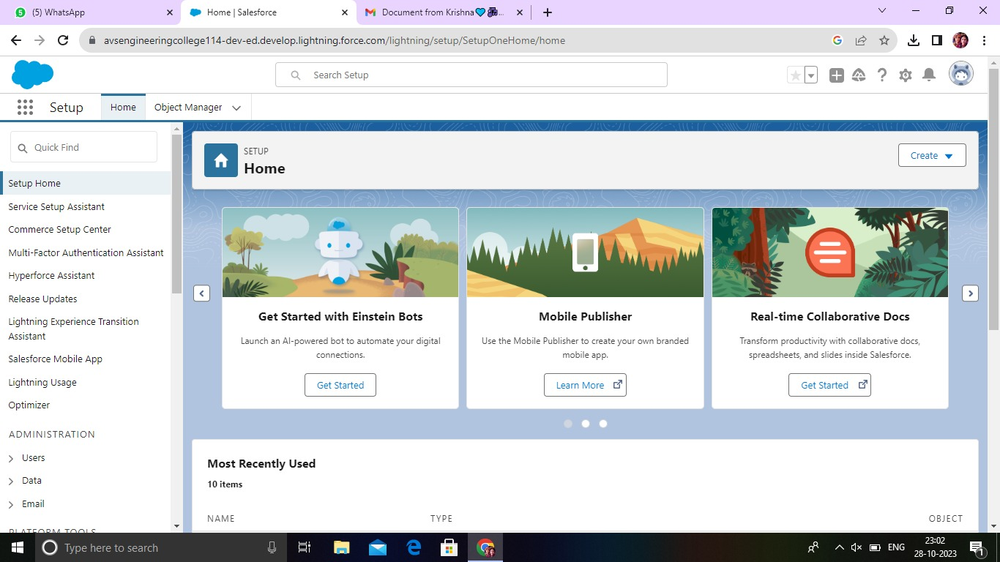 (5) WhatsApp
Home | Salesforce
Document from Krishna💙🎶...
avsengineeringcollege114-dev-ed.develop.lightning.force.com/lightning/setup/SetupOneHome/home
Search Setup
Setup
Home
Object Manager
Quick Find
Setup Home
Service Setup Assistant
Commerce Setup Center
Multi-Factor Authentication Assistant
Hyperforce Assistant
Release Updates
Lightning Experience Transition
Assistant
Salesforce Mobile App
Lightning Usage
Optimizer
ADMINISTRATION
Users
Data
Email
PLATFORM TOOLS
SETUP
Home
Create
Get Started with Einstein Bots
Launch an AI-powered bot to automate your digital
connections.
Get Started
Mobile Publisher
Use the Mobile Publisher to create your own branded
mobile app.
Learn More
Real-time Collaborative Docs
Transform productivity with collaborative docs,
spreadsheets, and slides inside Salesforce.
Get Started
Most Recently Used
10 items
NAME
TYPE
OBJECT
Type here to search
ENG
23:02
28-10-2023
1